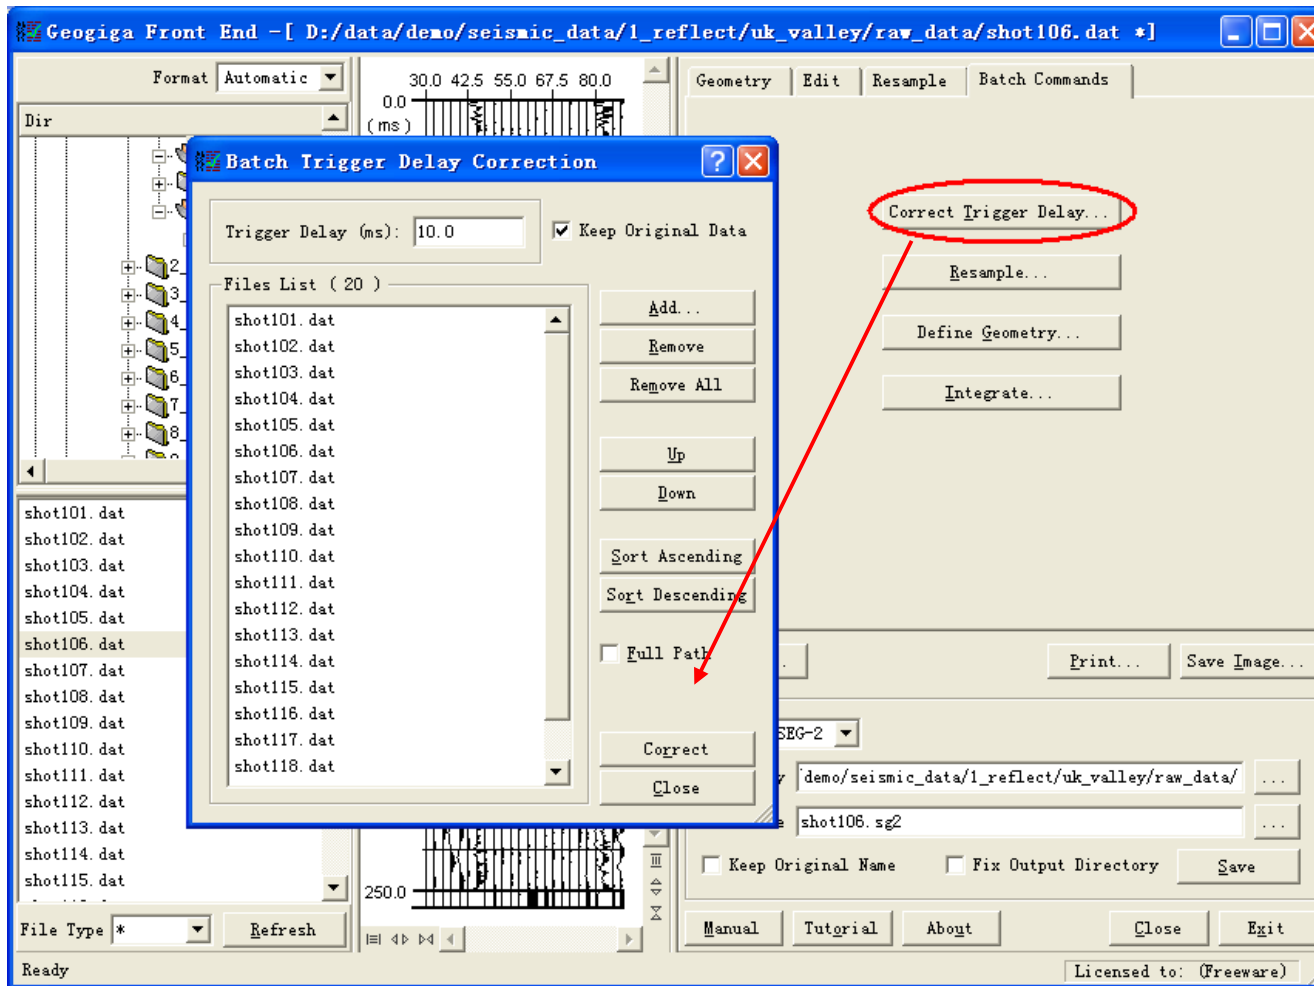 Geogiga Front End -[ D:/data/demo/seismic_data/1_reflect/uk_valley/raw_data/shot106.dat *]
Format Automatic
Dir
2_
3_
4_
5_
6_
7_
8_
shot101.dat
shot102.dat
shot103.dat
shot104.dat
shot105.dat
shot106.dat
shot107.dat
shot108.dat
shot109.dat
shot110.dat
shot111.dat
shot112.dat
shot113.dat
shot114.dat
shot115.dat
File Type *
Refresh
Ready
30.0 42.5 55.0 67.5 80.0
0.0
(ms)
250.0
Batch Trigger Delay Correction
Trigger Delay (ms): 10.0
Keep Original Data
Files List ( 20 )
shot101.dat
shot102.dat
shot103.dat
shot104.dat
shot105.dat
shot106.dat
shot107.dat
shot108.dat
shot109.dat
shot110.dat
shot111.dat
shot112.dat
shot113.dat
shot114.dat
shot115.dat
shot116.dat
shot117.dat
shot118.dat
Add...
Remove
Remove All
Up
Down
Sort Ascending
Sort Descending
Full Path
Correct
Close
Geometry Edit Resample Batch Commands
Correct Trigger Delay...
Resample...
Define Geometry...
Integrate...
Print... Save Image...
SEG-2
demo/seismic_data/1_reflect/uk_valley/raw_data/ ...
shot106.sg2 ...
Keep Original Name Fix Output Directory Save
Manual Tutorial About Close Exit
Licensed to: (Freeware)